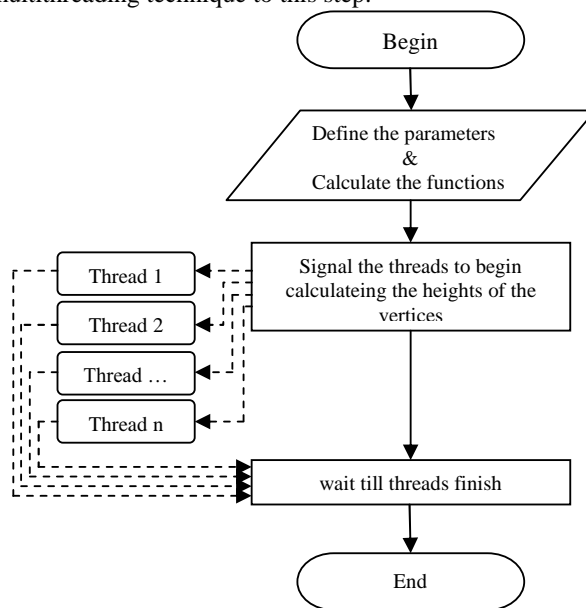 multithreading technique to this step.
Begin
Define the parameters
&
Calculate the functions
Signal the threads to begin
calculateing the heights of the
vertices
Thread 1
Thread 2
Thread …
Thread n
wait till threads finish
End